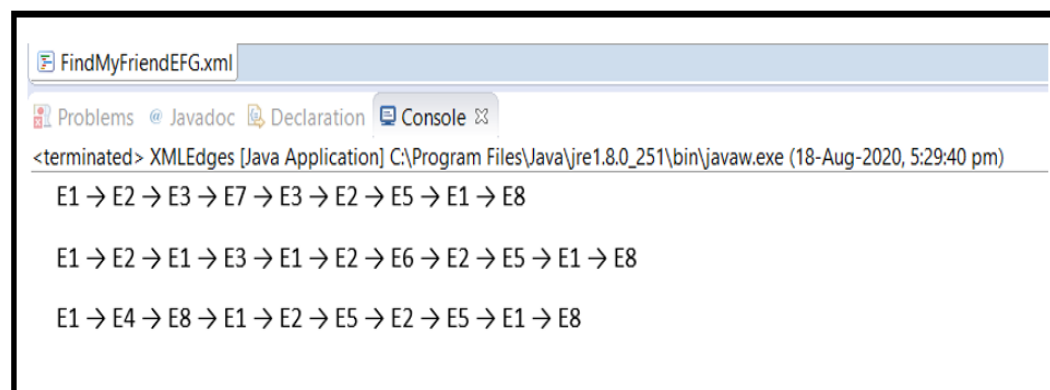 FindMyFriendEFG.xml
Problems @ Javadoc Declaration Console
<terminated> XMLEdges [Java Application] C:\Program Files\Java\jre1.8.0_251\bin\javaw.exe (18-Aug-2020, 5:29:40 pm)
E1 → E2 → E3 → E7 → E3 → E2 → E5 → E1 → E8
E1 → E2 → E1 → E3 → E1 → E2 → E6 → E2 → E5 → E1 → E8
E1 → E4 → E8 → E1 → E2 → E5 → E2 → E5 → E1 → E8